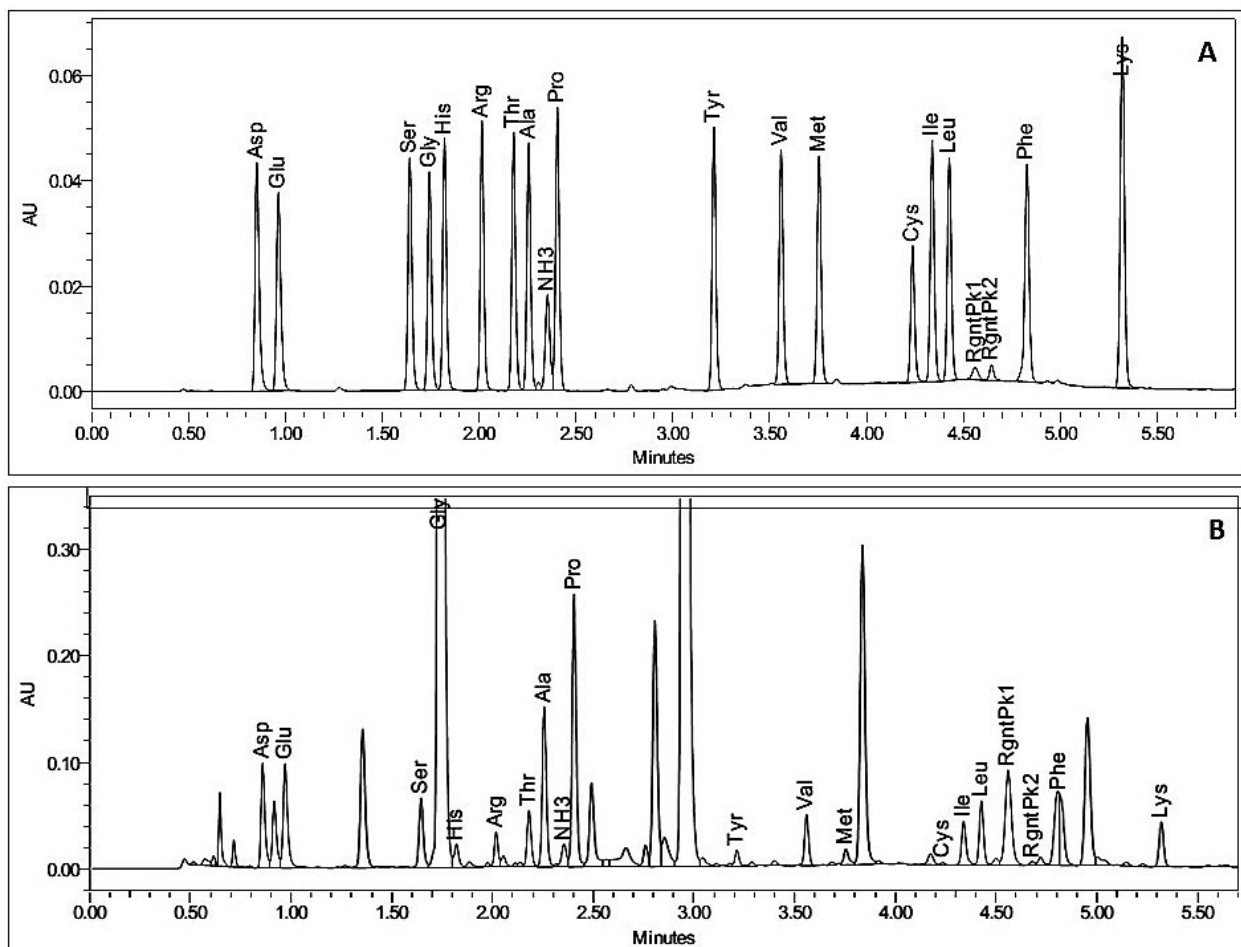 A
0.06
0.04
0.02
0.00
AU
Asp
Glu
Ser
Gly
His
Arg
Thr
Ala
NH3
Pro
Tyr
Val
Met
Cys
Ile
Leu
RgntPk1
RgntPk2
Phe
Lys
0.00 0.50 1.00 1.50 2.00 2.50 3.00 3.50 4.00 4.50 5.00 5.50
Minutes
B
0.30
0.20
0.10
0.00
AU
Asp
Glu
Ser
Gly
His
Arg
Thr
Ala
NH3
Pro
Tyr
Val
Met
Cys
Ile
Leu
RgntPk1
RgntPk2
Phe
Lys
0.00 0.50 1.00 1.50 2.00 2.50 3.00 3.50 4.00 4.50 5.00 5.50
Minutes